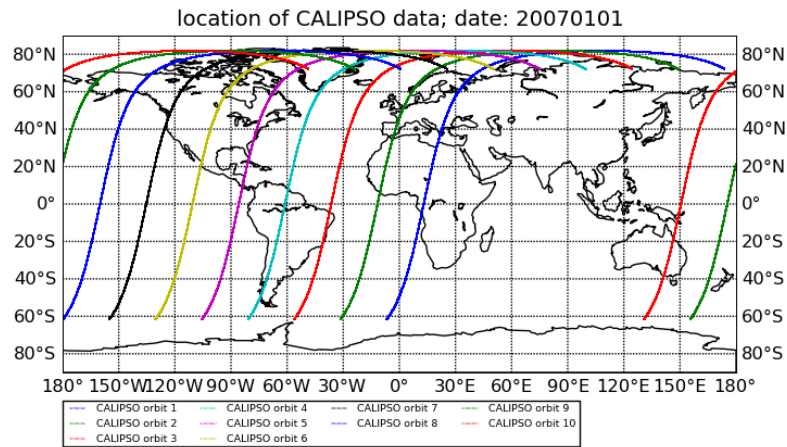 location of CALIPSO data; date: 20070101
80°N 80°N
60°N 60°N
40°N 40°N
20°N 20°N
0° 0°
20°S 20°S
40°S 40°S
60°S 60°S
80°S 80°S
180° 150°W 120°W 90°W 60°W 30°W 0° 30°E 60°E 90°E 120°E 150°E 180°
CALIPSO orbit 1 CALIPSO orbit 4 CALIPSO orbit 7 CALIPSO orbit 9
CALIPSO orbit 2 CALIPSO orbit 5 CALIPSO orbit 8 CALIPSO orbit 10
CALIPSO orbit 3 CALIPSO orbit 6